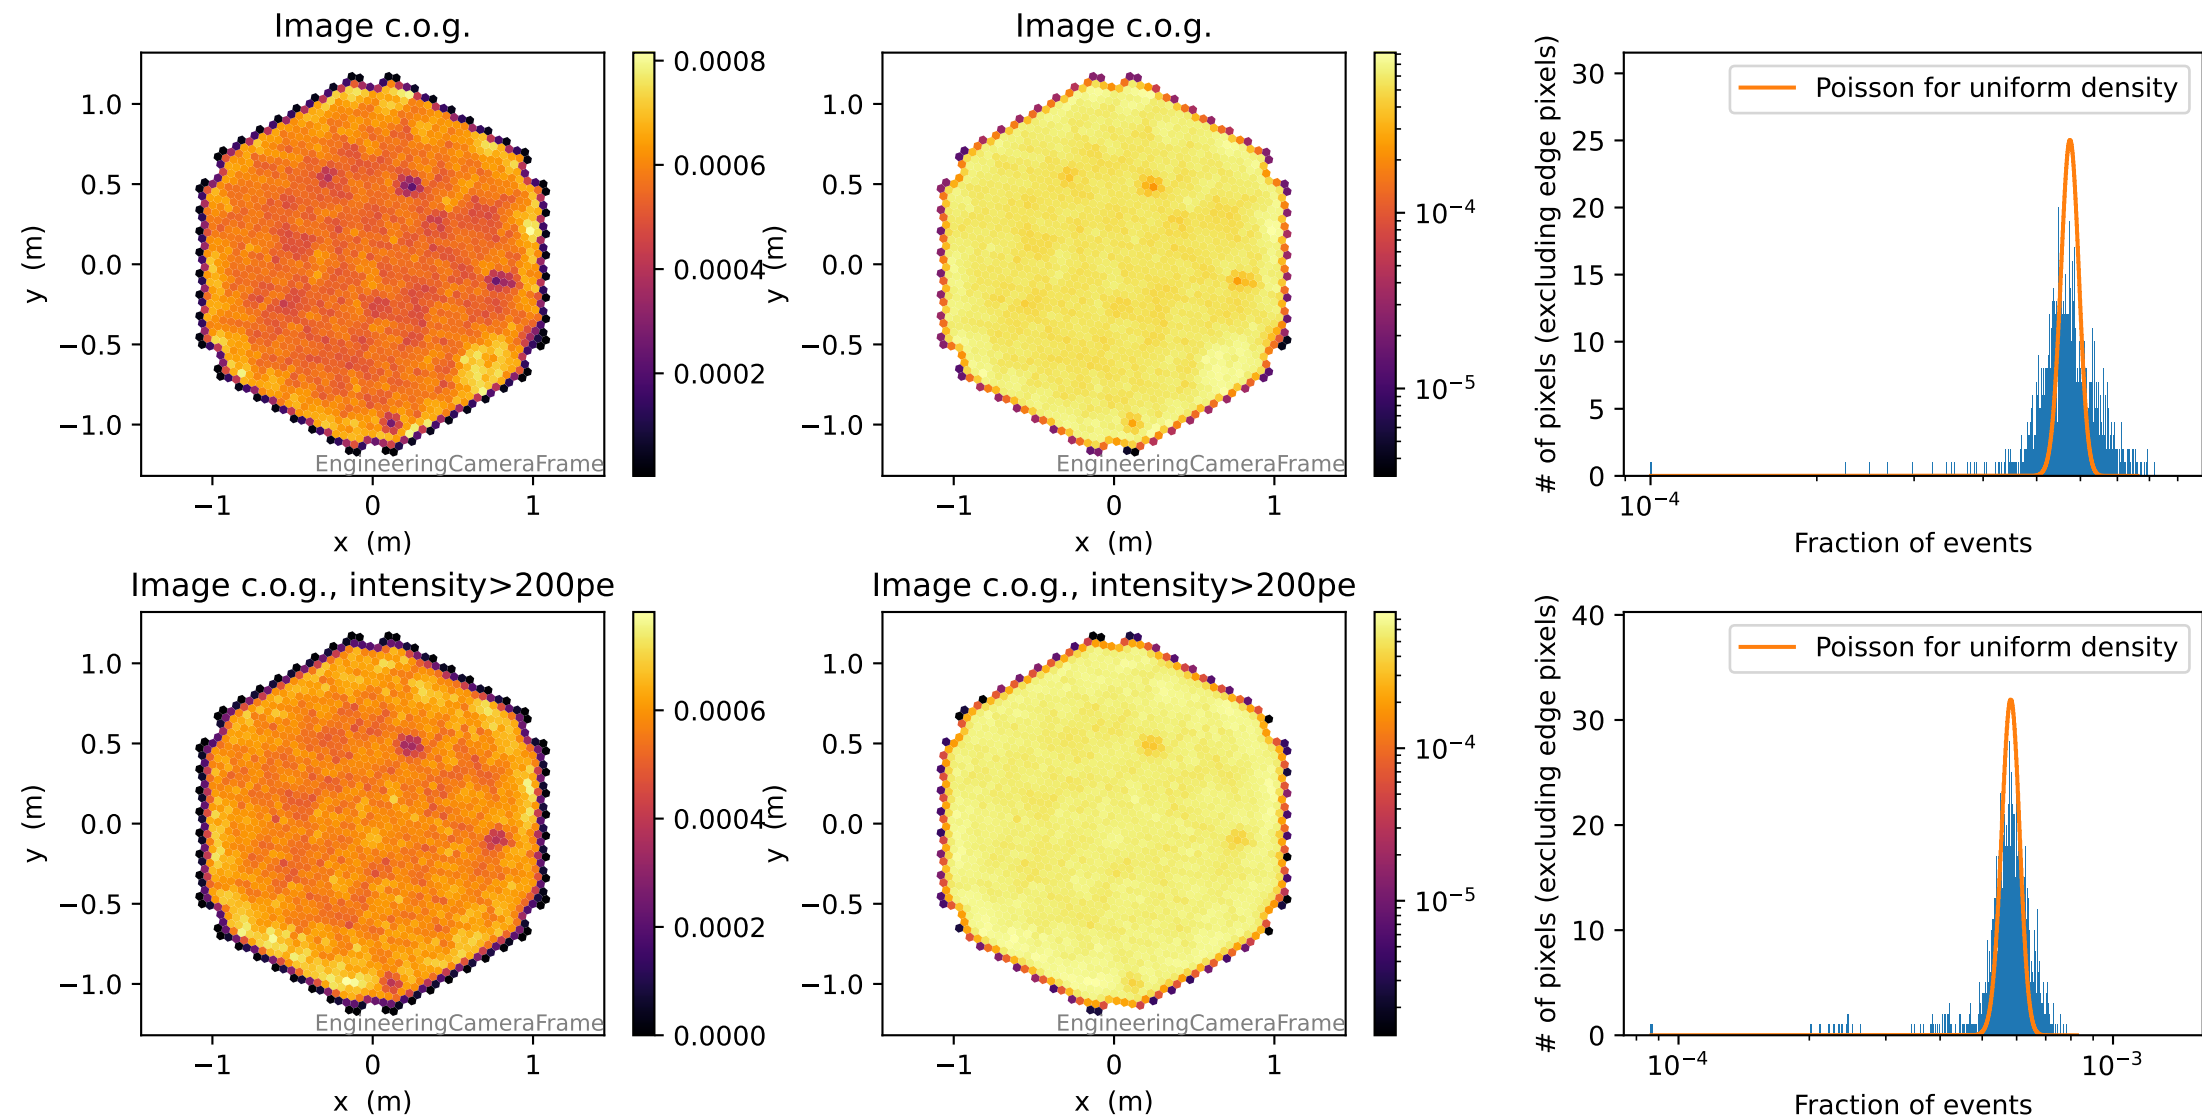 Image c.o.g.
1.0
0.5
0.0
−0.5
−1.0
y (m)
−1
0
1
x (m)
EngineeringCameraFrame
0.0008
0.0006
0.0004
0.0002
Image c.o.g.
1.0
0.5
0.0
−0.5
−1.0
y (m)
−1
0
1
x (m)
EngineeringCameraFrame
10⁻⁴
10⁻⁵
# of pixels (excluding edge pixels)
30
25
20
15
10
5
0
Poisson for uniform density
10⁻⁴
Fraction of events
Image c.o.g., intensity>200pe
1.0
0.5
0.0
−0.5
−1.0
y (m)
−1
0
1
x (m)
EngineeringCameraFrame
0.0006
0.0004
0.0002
0.0000
Image c.o.g., intensity>200pe
1.0
0.5
0.0
−0.5
−1.0
y (m)
−1
0
1
x (m)
EngineeringCameraFrame
10⁻⁴
10⁻⁵
# of pixels (excluding edge pixels)
40
30
20
10
0
Poisson for uniform density
10⁻⁴
10⁻³
Fraction of events